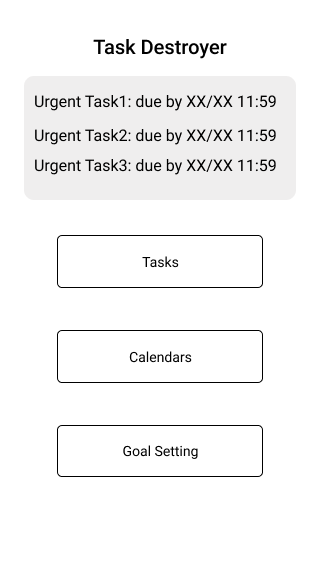 Task Destroyer
Urgent Task1: due by XX/XX 11:59
Urgent Task2: due by XX/XX 11:59
Urgent Task3: due by XX/XX 11:59
Tasks
Calendars
Goal Setting